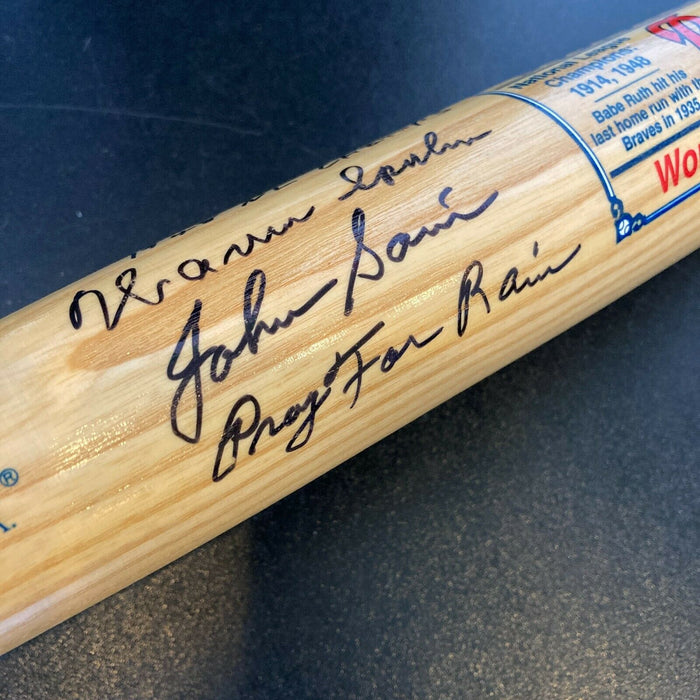 National League
Champions:
1914, 1948
Babe Ruth hit his
last home run with the
Braves in 1935
Warren Spahn
John Sain
Pray For Rain
®